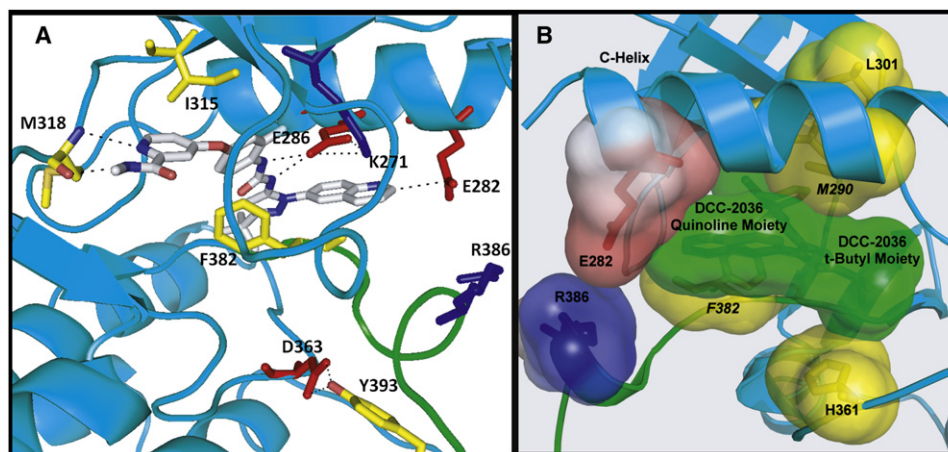 A
I315
M318
E286
K271
E282
F382
R386
D363
Y393
B
C-Helix
L301
M290
DCC-2036
Quinoline Moiety
DCC-2036
t-Butyl Moiety
E282
R386
F382
H361